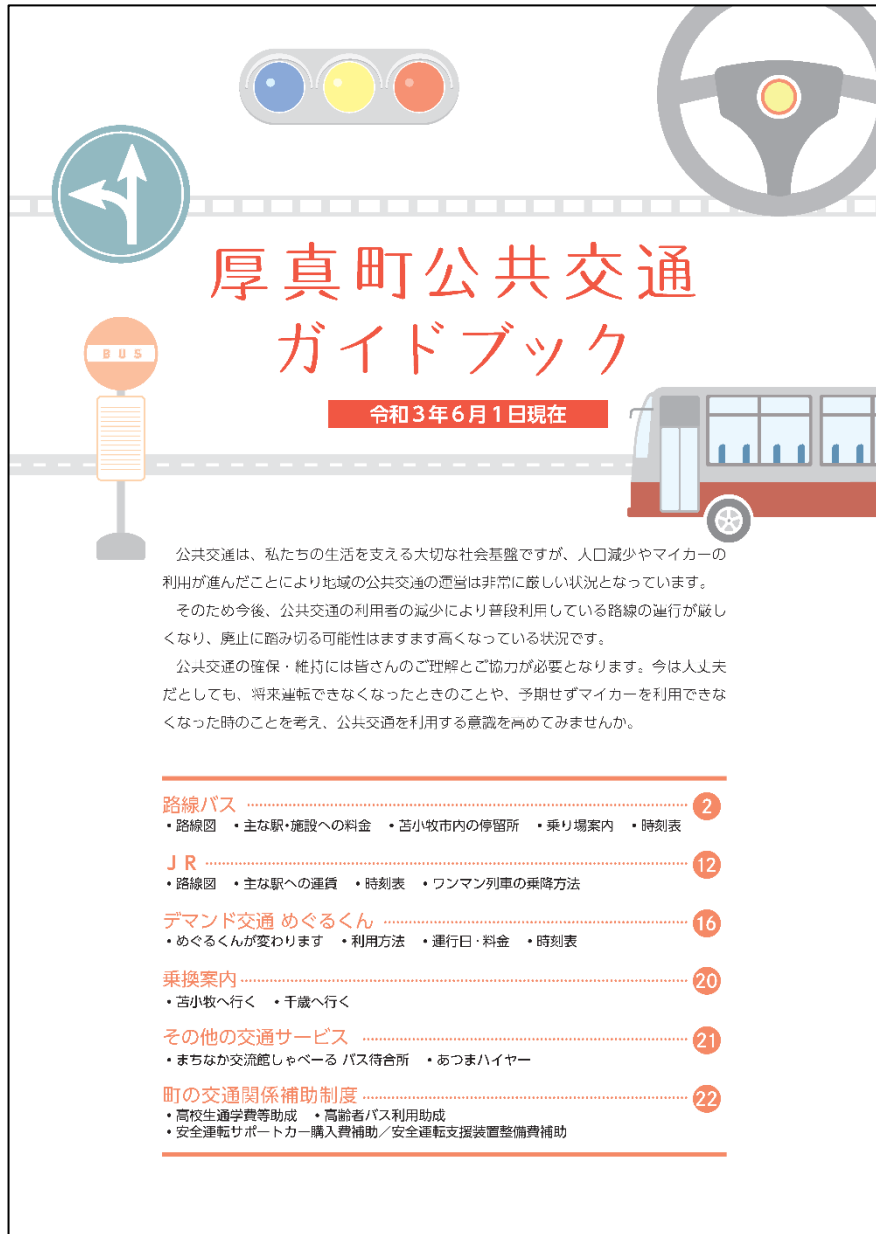 厚真町公共交通
ガイドブック
BUS
令和3年6月1日現在
公共交通は、私たちの生活を支える大切な社会基盤ですが、人口減少やマイカーの
利用が進んだことにより地域の公共交通の運営は非常に厳しい状況となっています。
そのため今後、公共交通の利用者の減少により普段利用している路線の運行が厳し
くなり、廃止に踏み切る可能性はますます高くなっている状況です。
公共交通の確保・維持には皆さんのご理解とご協力が必要となります。今は大丈夫
だとしても、将来運転できなくなったときのことや、予期せずマイカーを利用できな
くなった時のことを考え、公共交通を利用する意識を高めてみませんか。
路線バス 2
・路線図 ・主な駅・施設への料金 ・苫小牧市内の停留所 ・乗り場案内 ・時刻表
JR 12
・路線図 ・主な駅への運賃 ・時刻表 ・ワンマン列車の乗降方法
デマンド交通 めぐるくん 16
・めぐるくんが変わります ・利用方法 ・運行日・料金 ・時刻表
乗換案内 20
・苫小牧へ行く ・千歳へ行く
その他の交通サービス 21
・まちなか交流館しゃべーる バス待合所 ・あつまハイヤー
町の交通関係補助制度 22
・高校生通学費等助成 ・高齢者バス利用助成
・安全運転サポートカー購入費補助／安全運転支援装置整備費補助